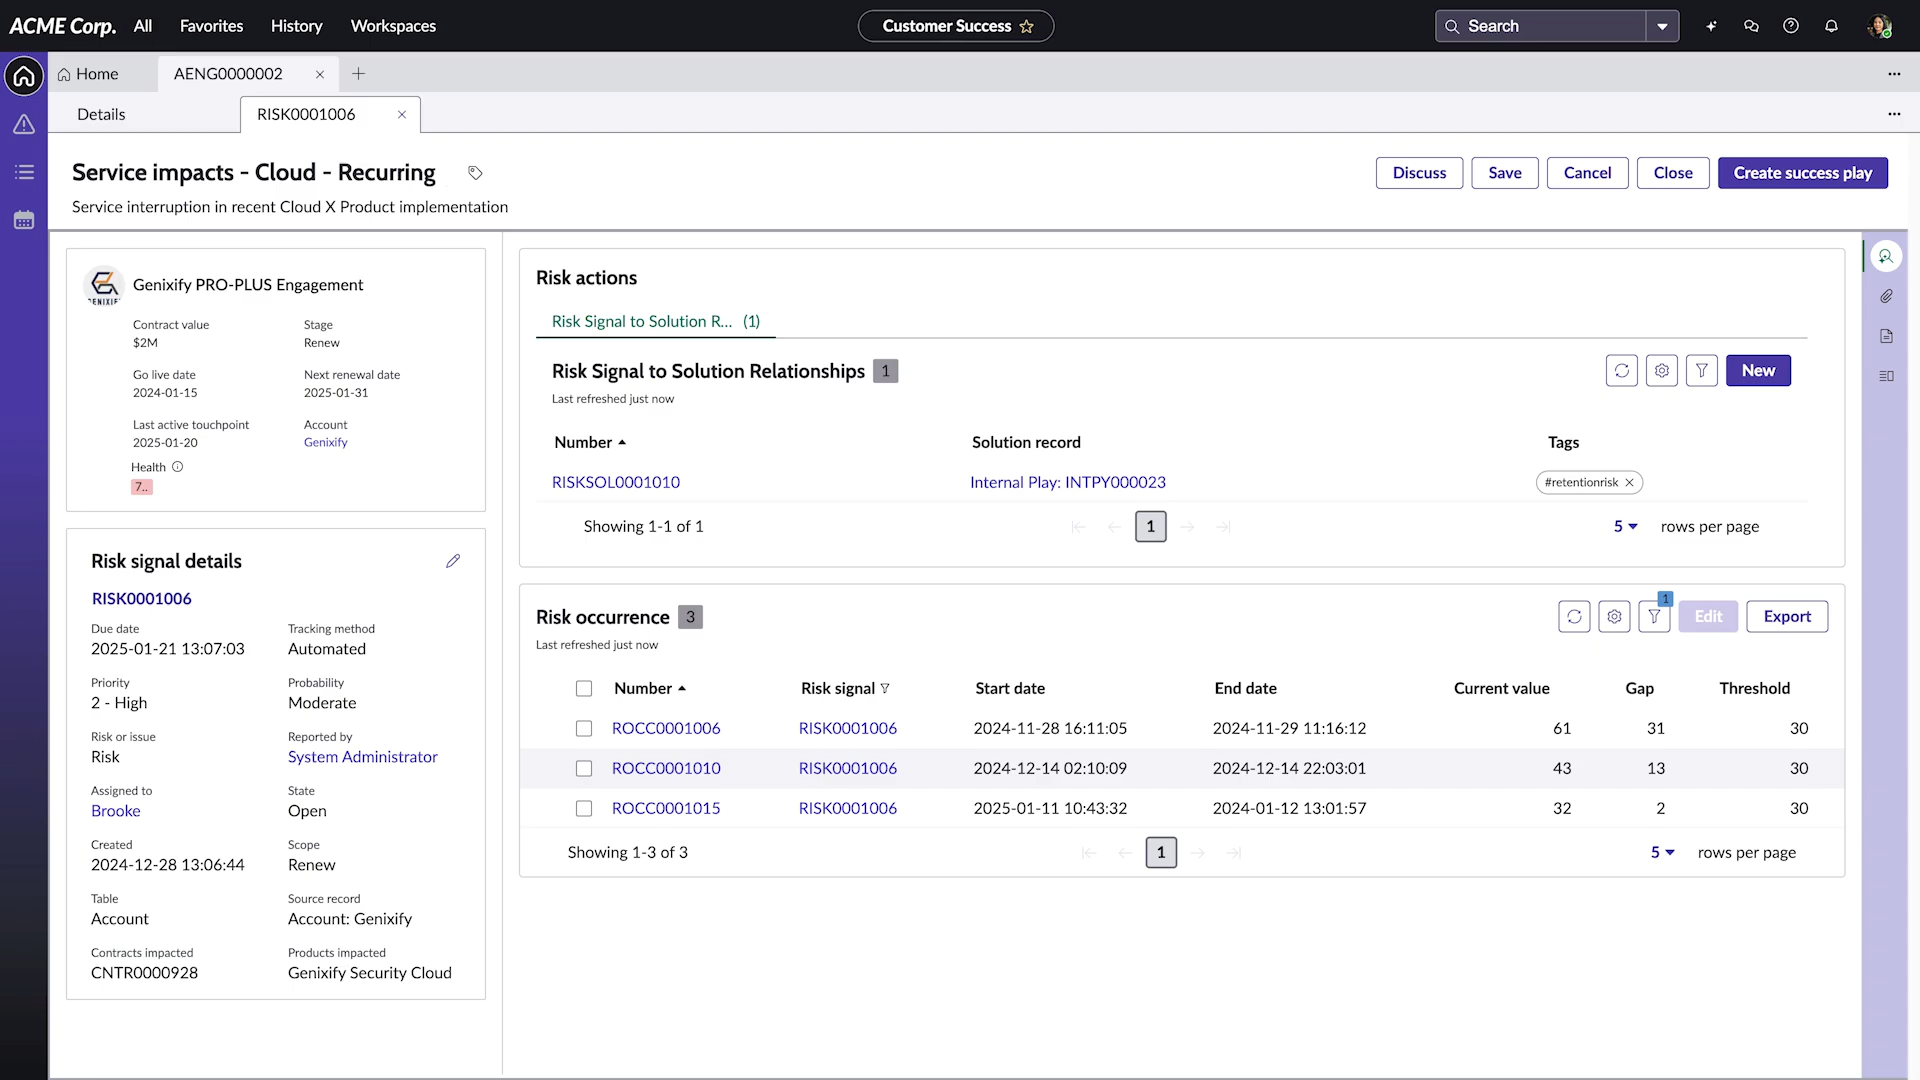 ACME Corp. All Favorites History Workspaces Customer Success Search
Home AENG0000002
Details RISK0001006
Service impacts - Cloud - Recurring
Discuss Save Cancel Close Create success play
Service interruption in recent Cloud X Product implementation
GENIXIFY
Genixify PRO-PLUS Engagement
Contract value Stage
$2M Renew
Go live date Next renewal date
2024-01-15 2025-01-31
Last active touchpoint Account
2025-01-20 Genixify
Health
7..
Risk signal details
RISK0001006
Due date Tracking method
2025-01-21 13:07:03 Automated
Priority Probability
2 - High Moderate
Risk or issue Reported by
Risk System Administrator
Assigned to State
Brooke Open
Created Scope
2024-12-28 13:06:44 Renew
Table Source record
Account Account: Genixify
Contracts impacted Products impacted
CNTR0000928 Genixify Security Cloud
Risk actions
Risk Signal to Solution R... (1)
Risk Signal to Solution Relationships 1
New
Last refreshed just now
Number Solution record Tags
RISKSOL0001010 Internal Play: INTPY000023 #retentionrisk
Showing 1-1 of 1 1 5 rows per page
Risk occurrence 3
1
Edit Export
Last refreshed just now
Number Risk signal Start date End date Current value Gap Threshold
ROCC0001006 RISK0001006 2024-11-28 16:11:05 2024-11-29 11:16:12 61 31 30
ROCC0001010 RISK0001006 2024-12-14 02:10:09 2024-12-14 22:03:01 43 13 30
ROCC0001015 RISK0001006 2025-01-11 10:43:32 2024-01-12 13:01:57 32 2 30
Showing 1-3 of 3 1 5 rows per page